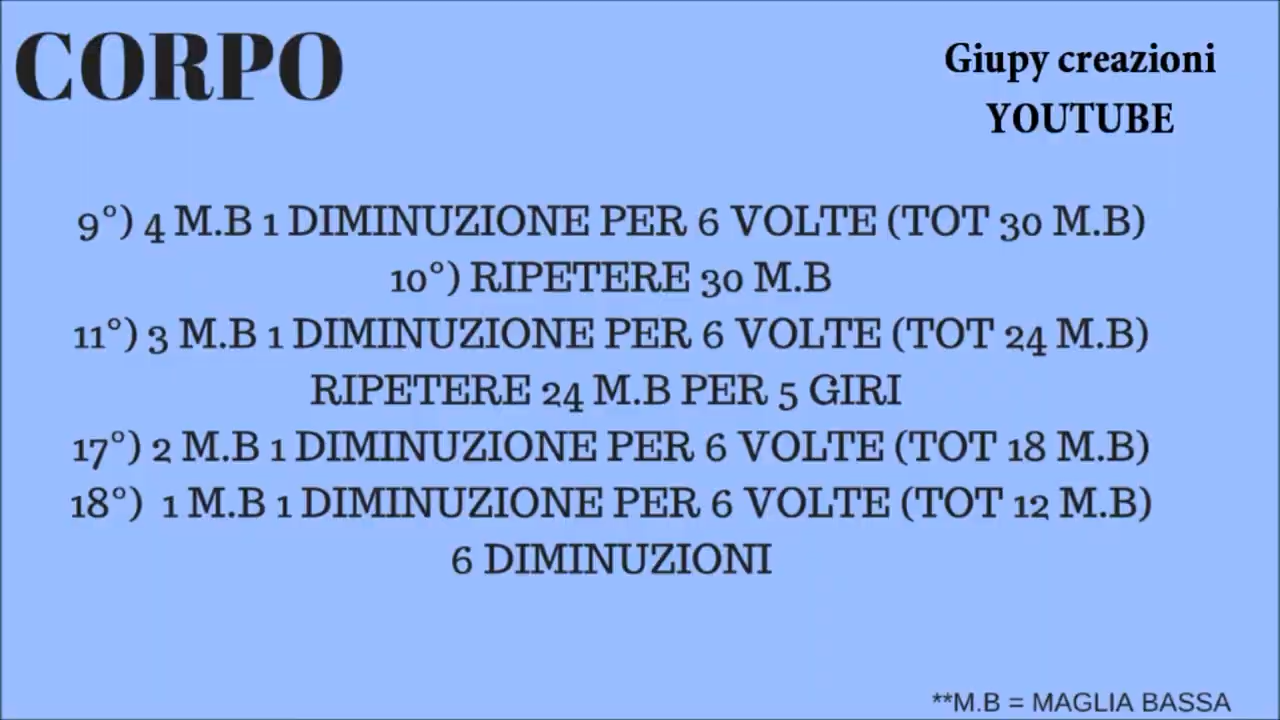 CORPO
Giupy creazioni
YOUTUBE
9°) 4 M.B 1 DIMINUZIONE PER 6 VOLTE (TOT 30 M.B)
10°) RIPETERE 30 M.B
11°) 3 M.B 1 DIMINUZIONE PER 6 VOLTE (TOT 24 M.B)
RIPETERE 24 M.B PER 5 GIRI
17°) 2 M.B 1 DIMINUZIONE PER 6 VOLTE (TOT 18 M.B)
18°) 1 M.B 1 DIMINUZIONE PER 6 VOLTE (TOT 12 M.B)
6 DIMINUZIONI
**M.B = MAGLIA BASSA